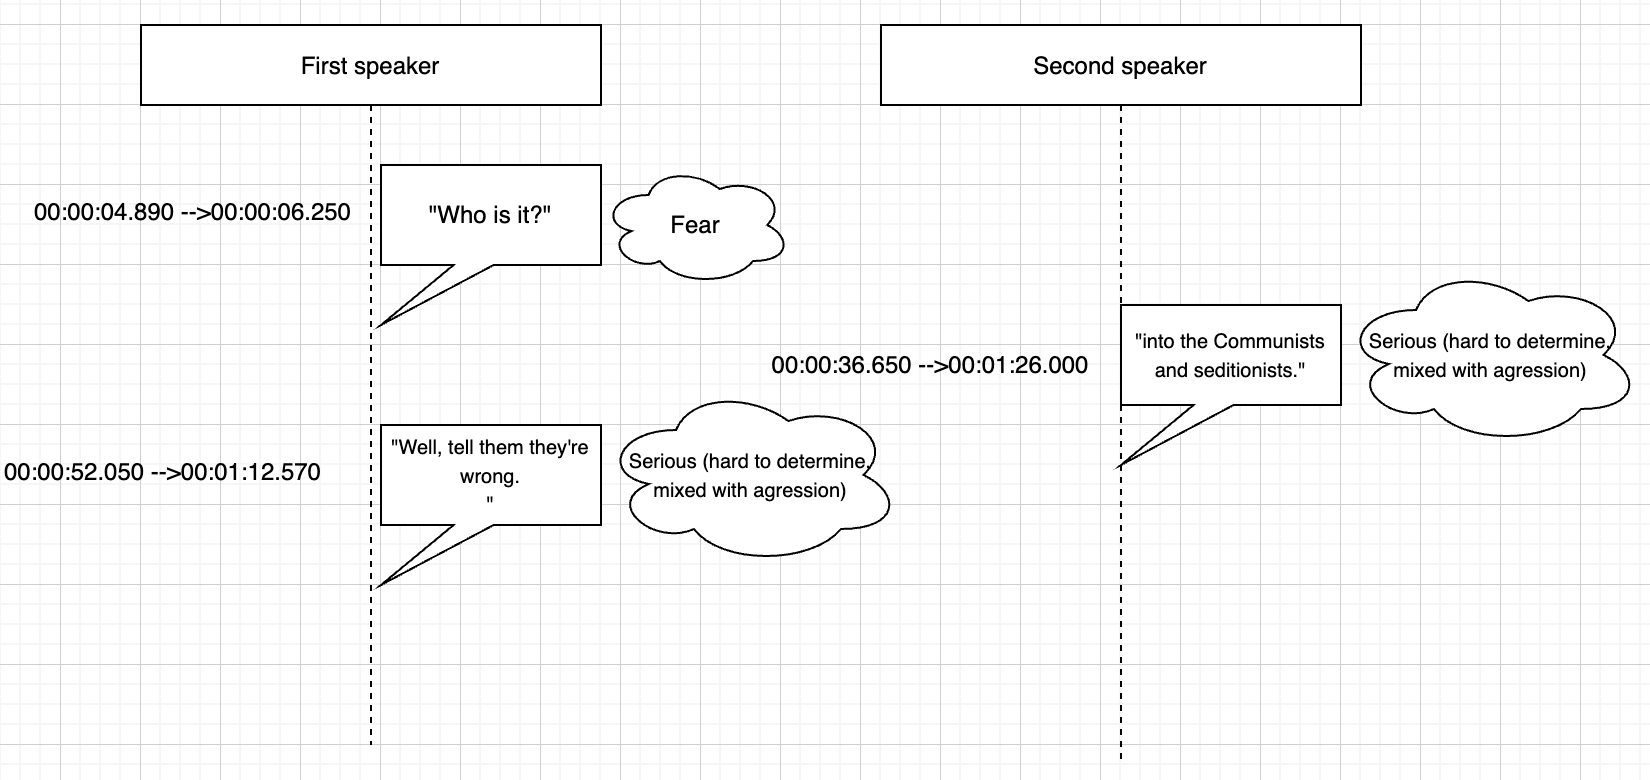 First speaker
Second speaker
00:00:04.890 -->00:00:06.250
"Who is it?"
Fear
00:00:36.650 -->00:01:26.000
"into the Communists
and seditionists."
Serious (hard to determine,
mixed with agression)
00:00:52.050 -->00:01:12.570
"Well, tell them they're
wrong.
"
Serious (hard to determine,
mixed with agression)